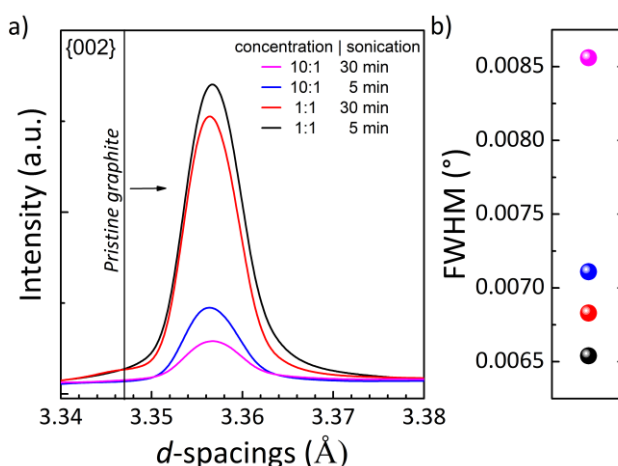 a)
{002}
concentration | sonication
10:1 30 min
10:1 5 min
1:1 30 min
1:1 5 min
Pristine graphite
Intensity (a.u.)
3.34 3.35 3.36 3.37 3.38
d-spacings (Å)
b)
FWHM (°)
0.0085
0.0080
0.0075
0.0070
0.0065